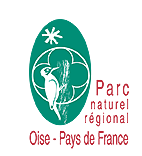 Parc
naturel
régional
Oise - Pays de France